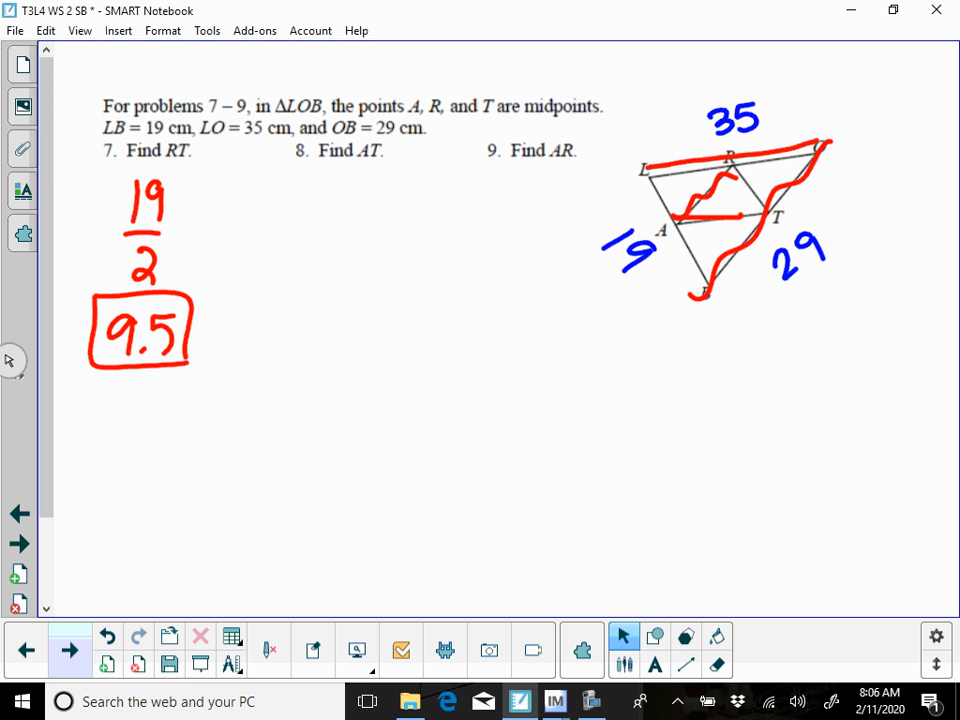 T3L4 WS 2 SB * - SMART Notebook
File Edit View Insert Format Tools Add-ons Account Help
For problems 7 – 9, in ΔLOB, the points A, R, and T are midpoints.
LB = 19 cm, LO = 35 cm, and OB = 29 cm.
7. Find RT. 8. Find AT. 9. Find AR.
19
2
9.5
35
L R
A T
19 29
Search the web and your PC
8:06 AM
2/11/2020
1